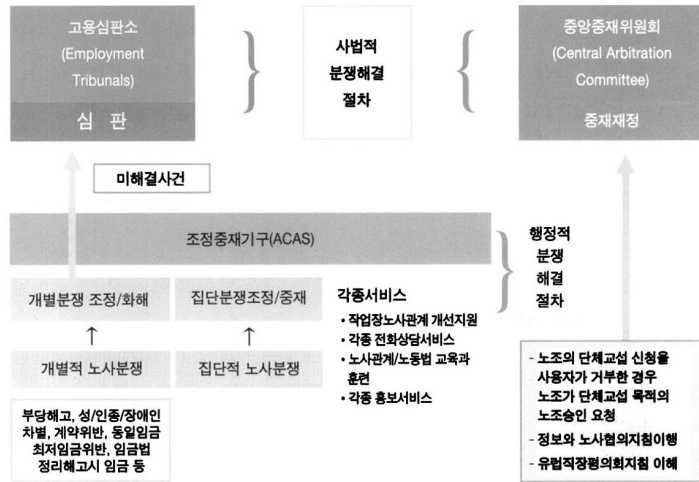 고용심판소
(Employment
Tribunals)
심 판
사법적
분쟁해결
절차
중앙중재위원회
(Central Arbitration
Committee)
중재재정
미해결사건
조정중재기구(ACAS)
행정적
분쟁
해결
절차
개별분쟁 조정/화해
집단분쟁조정/중재
개별적 노사분쟁
집단적 노사분쟁
각종서비스
• 작업장노사관계 개선지원
• 각종 전화상담서비스
• 노사관계/노동법 교육과
훈련
• 각종 홍보서비스
부당해고, 성/인종/장애인
차별, 계약위반, 동일임금
최저임금위반, 임금법
정리해고시 임금 등
- 노조의 단체교섭 신청을
사용자가 거부한 경우
노조가 단체교섭 목적의
노조승인 요청
- 정보와 노사협의지침이행
- 유럽직장평의회지침 이해